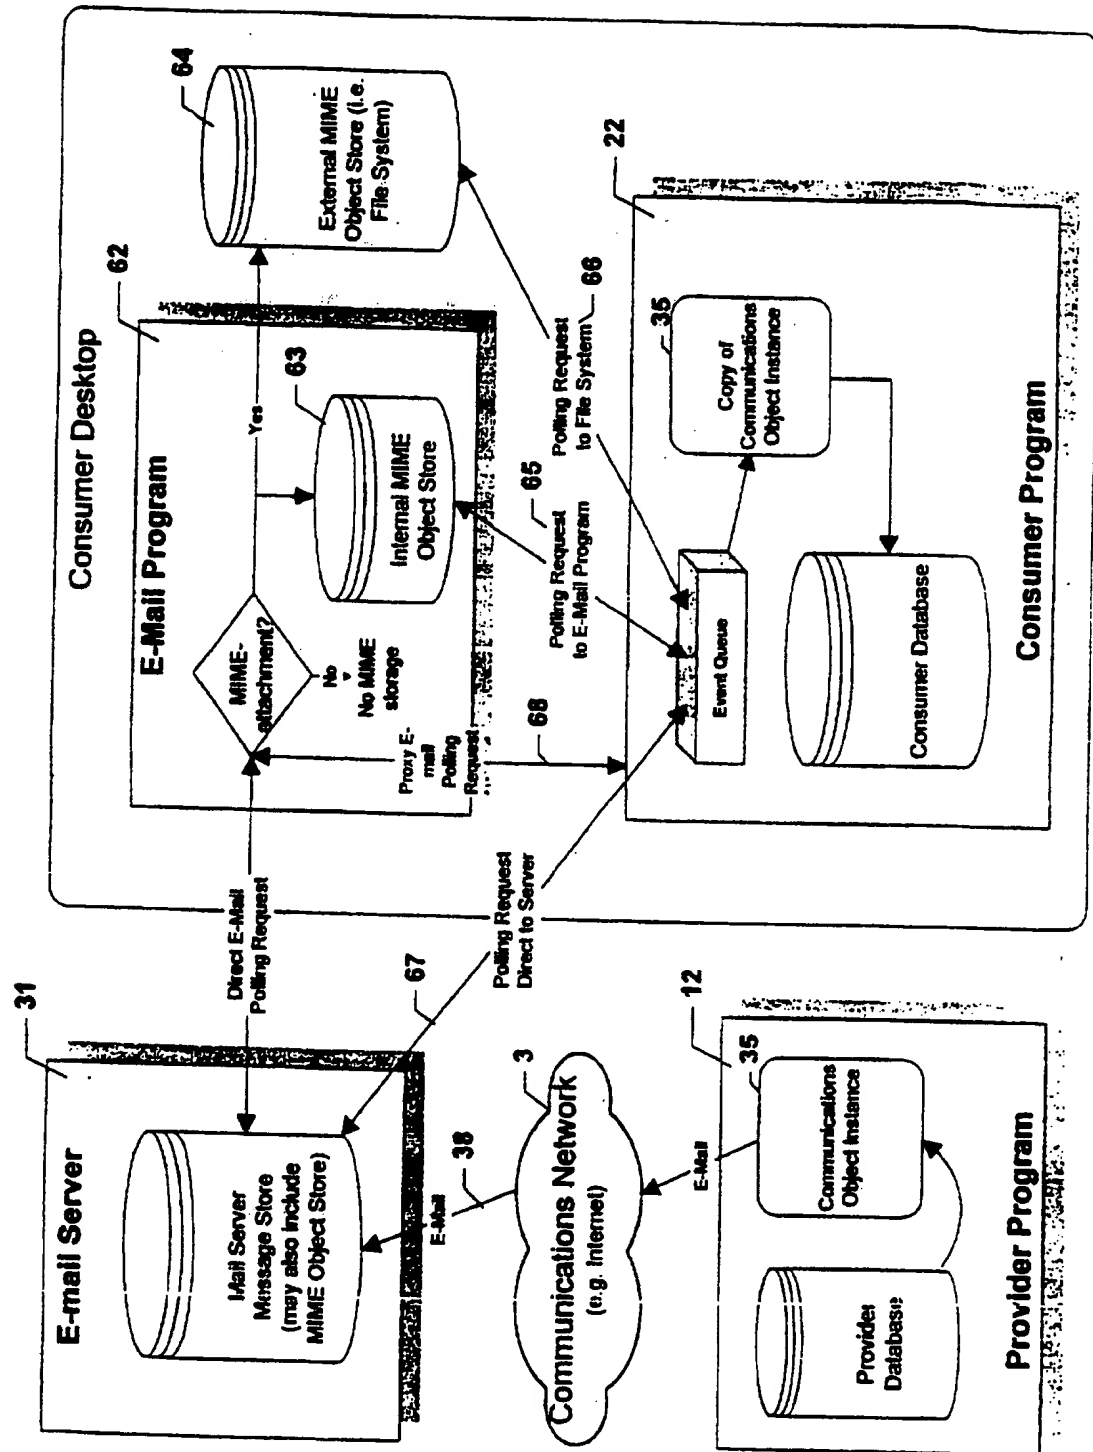 Consumer Desktop
E-Mail Program
62
64
MIME-
attachment?
Yes
No
No MIME
storage
63
Internal MIME
Object Store
External MIME
Object Store (i.e.
File System)
Proxy E-
mail
Polling
Request
68
Polling Request
to E-Mail Program
65
Polling Request
to File System
66
22
Event Queue
35
Copy of
Communications
Object Instance
Consumer Database
Consumer Program
31
E-mail Server
Mail Server
Message Store
(may also include
MIME Object Store)
Direct E-Mail
Polling Request
67
Polling Request
Direct to Server
E-Mail
38
3
Communications Network
(e.g. Internet)
E-Mail
12
35
Communications
Object Instance
Provider
Database
Provider Program